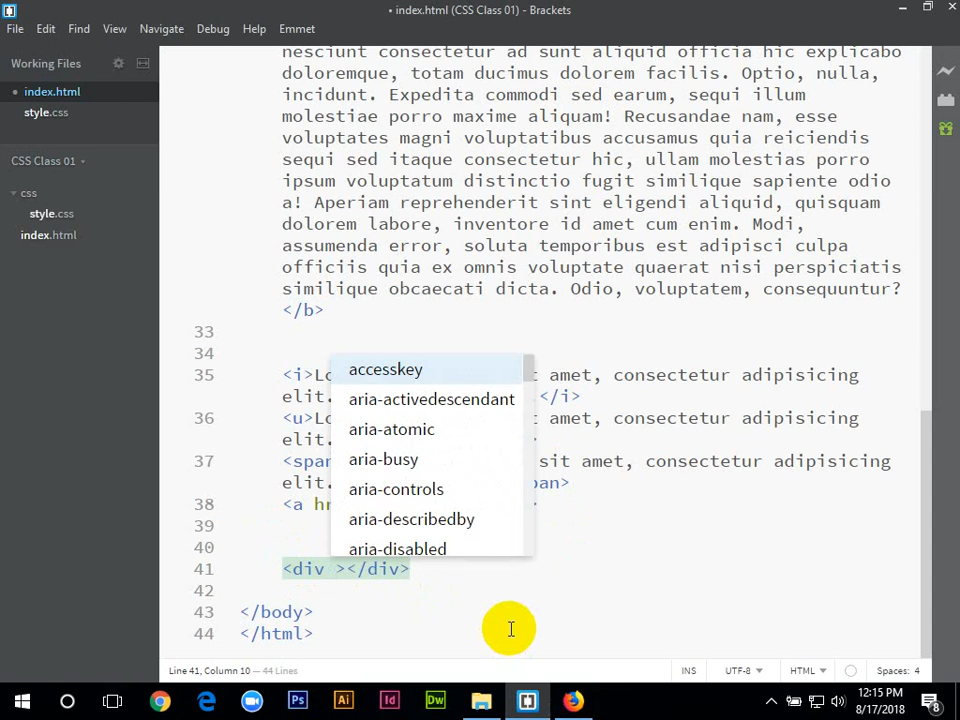 • index.html (CSS Class 01) - Brackets
File Edit Find View Navigate Debug Help Emmet
Working Files
• index.html
style.css
CSS Class 01
css
style.css
index.html
nesciunt consectetur ad sunt aliquid officia hic explicabo
doloremque, totam ducimus dolorem facilis. Optio, nulla,
incidunt. Expedita commodi sed earum, sequi illum
molestiae porro maxime aliquam! Recusandae nam, esse
voluptates magni voluptatibus accusamus quia reiciendis
sequi sed itaque consectetur hic, ullam molestias porro
ipsum voluptatum distinctio fugit similique sapiente odio
a! Aperiam reprehenderit sint eligendi aliquid, quisquam
dolorem labore, inventore id amet cum enim. Modi,
assumenda error, soluta temporibus est adipisci culpa
officiis quia ex omnis voluptate quaerat nisi perspiciatis
similique obcaecati dicta. Odio, voluptatem, consequuntur?
</b>
33
34
35 <i>Lo amet, consectetur adipisicing
elit. </i>
36 <u>Lo amet, consectetur adipisicing
elit.
37 <span sit amet, consectetur adipisicing
elit. an>
38 <a hr
39
40
41 <div ></div>
42
43 </body>
44 </html>
accesskey
aria-activedescendant
aria-atomic
aria-busy
aria-controls
aria-describedby
aria-disabled
Line 41, Column 10 — 44 Lines INS UTF-8 HTML Spaces: 4
Ps Ai Id Dw
12:15 PM
8/17/2018
8